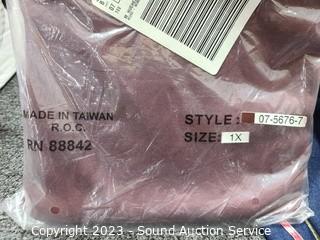 MADE IN TAIWAN
R.O.C.
RN 88842
STYLE: 07-5676-7
SIZE: 1X
Copyright 2023 - Sound Auction Service